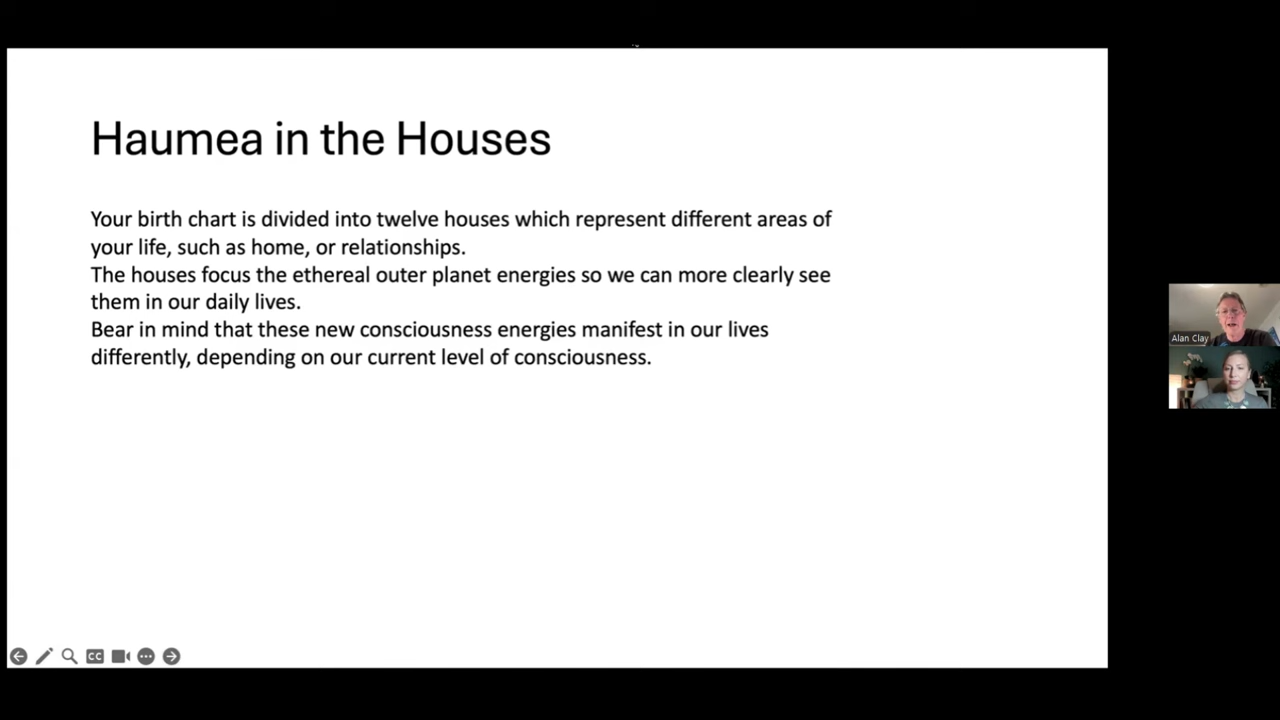 Haumea in the Houses
Your birth chart is divided into twelve houses which represent different areas of
your life, such as home, or relationships.
The houses focus the ethereal outer planet energies so we can more clearly see
them in our daily lives.
Bear in mind that these new consciousness energies manifest in our lives
differently, depending on our current level of consciousness.
Alan Clay
CC